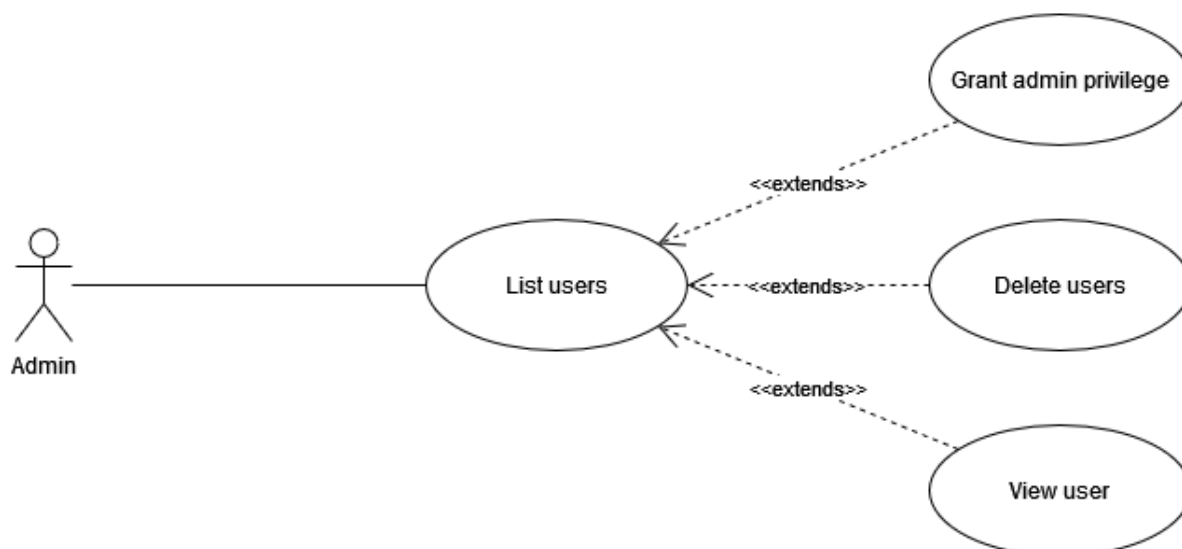 Grant admin privilege
<<extends>>
List users
<<extends>>
Delete users
Admin
<<extends>>
View user